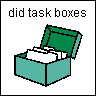 did task boxes